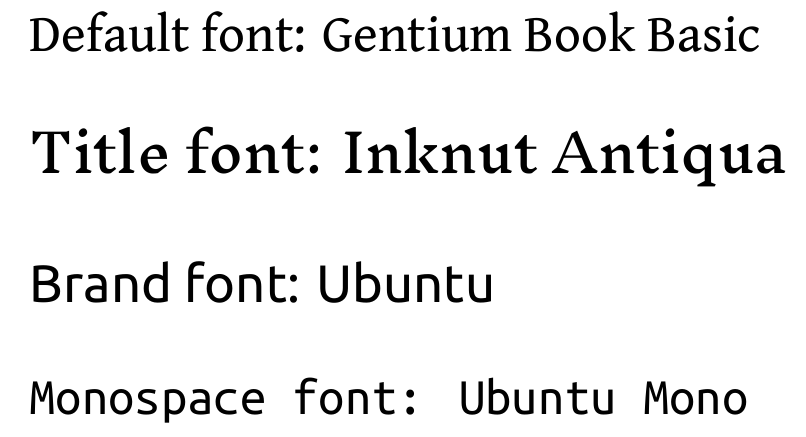 Default font: Gentium Book Basic
Title font: Inknut Antiqua
Brand font: Ubuntu
Monospace font: Ubuntu Mono